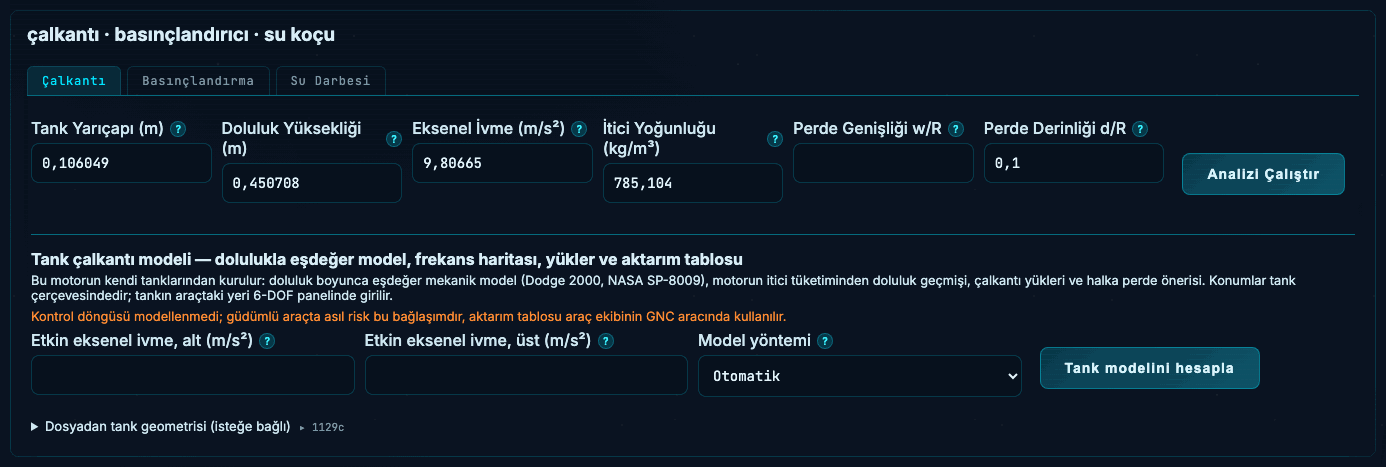 çalkantı · basınçlandırıcı · su koçu
Çalkantı Basınçlandırma Su Darbesi
Tank Yarıçapı (m) ? Doluluk Yüksekliği (m) ? Eksenel İvme (m/s²) ? İtici Yoğunluğu (kg/m³) ? Perde Genişliği w/R ? Perde Derinliği d/R ?
0,106049 0,450708 9,80665 785,104 0,1 Analizi Çalıştır
Tank çalkantı modeli — dolulukla eşdeğer model, frekans haritası, yükler ve aktarım tablosu
Bu motorun kendi tanklarından kurulur: doluluk boyunca eşdeğer mekanik model (Dodge 2000, NASA SP-8009), motorun itici tüketiminden doluluk geçmişi, çalkantı yükleri ve halka perde önerisi. Konumlar tank
çerçevesindedir; tankın araçtaki yeri 6-DOF panelinde girilir.
Kontrol döngüsü modellenmedi; güdümlü araçta asıl risk bu bağlaşımdır, aktarım tablosu araç ekibinin GNC aracında kullanılır.
Etkin eksenel ivme, alt (m/s²) ? Etkin eksenel ivme, üst (m/s²) ? Model yöntemi ?
Otomatik Tank modelini hesapla
▶ Dosyadan tank geometrisi (isteğe bağlı) ▸ 1129c